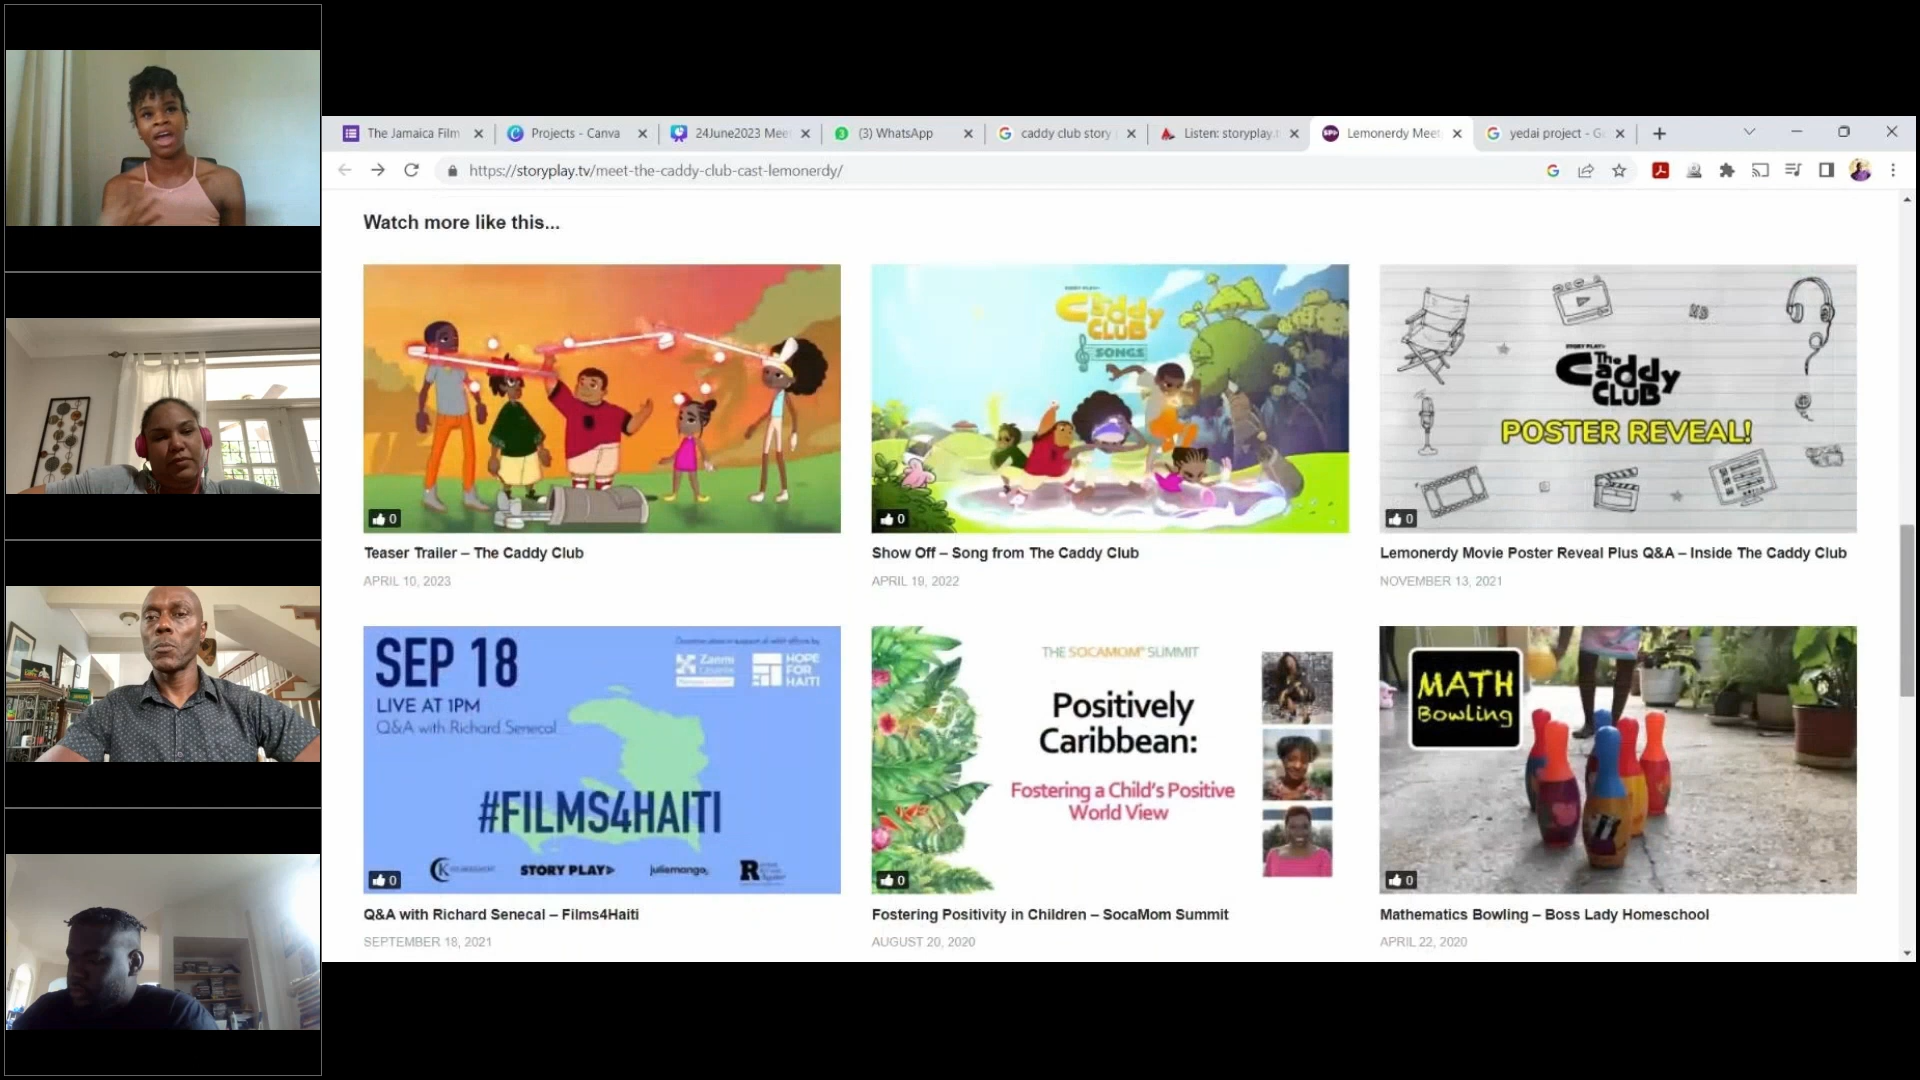 The Jamaica Film
Projects - Canva
24June2023 Mee
(3) WhatsApp
caddy club story
Listen: storyplay.
Lemonerdy Meet
yedai project - G
https://storyplay.tv/meet-the-caddy-club-cast-lemonerdy/
Watch more like this...
0
Teaser Trailer – The Caddy Club
APRIL 10, 2023
STORY PLAY
Caddy
CLUB
SONGS
0
Show Off – Song from The Caddy Club
APRIL 19, 2022
STORY PLAY
The
Caddy
CLUB
POSTER REVEAL!
0
Lemonerdy Movie Poster Reveal Plus Q&A – Inside The Caddy Club
NOVEMBER 13, 2021
SEP 18
LIVE AT 1PM
Q&A with Richard Senecal
Zanmi
HOPE
FOR
HAITI
#FILMS4HAITI
STORY PLAY
juliemango
0
Q&A with Richard Senecal – Films4Haiti
SEPTEMBER 18, 2021
THE SOCAMOM SUMMIT
Positively
Caribbean:
Fostering a Child's Positive
World View
0
Fostering Positivity in Children – SocaMom Summit
AUGUST 20, 2020
MATH
Bowling
0
Mathematics Bowling – Boss Lady Homeschool
APRIL 22, 2020